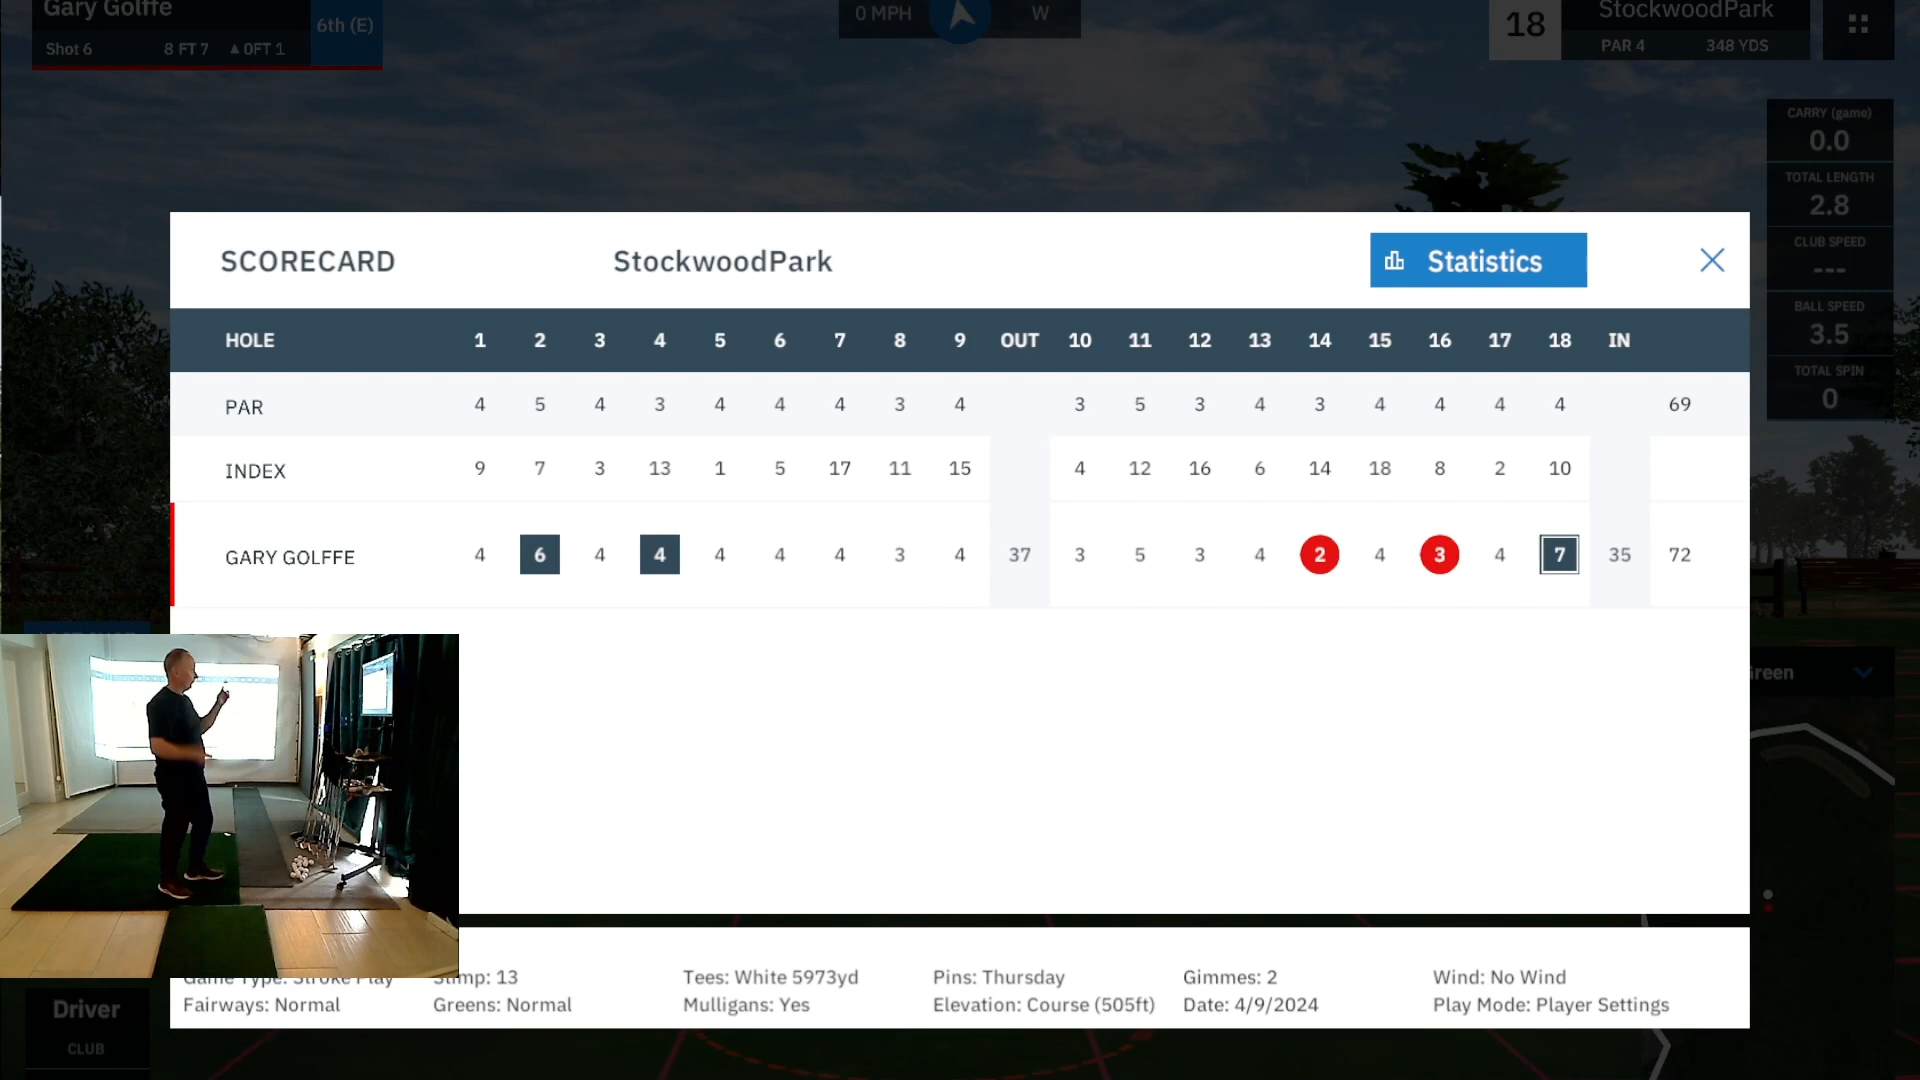 Gary Golffe
6th (E)
Shot 6 8 FT 7 ▲ 0FT 1
0 MPH W
18 StockwoodPark
PAR 4 348 YDS
CARRY (game)
0.0
TOTAL LENGTH
2.8
CLUB SPEED
---
BALL SPEED
3.5
TOTAL SPIN
0
SCORECARD StockwoodPark Statistics
HOLE 1 2 3 4 5 6 7 8 9 OUT 10 11 12 13 14 15 16 17 18 IN
PAR 4 5 4 3 4 4 4 3 4 3 5 3 4 3 4 4 4 4 69
INDEX 9 7 3 13 1 5 17 11 15 4 12 16 6 14 18 8 2 10
GARY GOLFFE 4 6 4 4 4 4 4 3 4 37 3 5 3 4 2 4 3 4 7 35 72
Green
Game Type: Stroke Play Stimp: 13 Tees: White 5973yd Pins: Thursday Gimmes: 2 Wind: No Wind
Fairways: Normal Greens: Normal Mulligans: Yes Elevation: Course (505ft) Date: 4/9/2024 Play Mode: Player Settings
Driver
CLUB